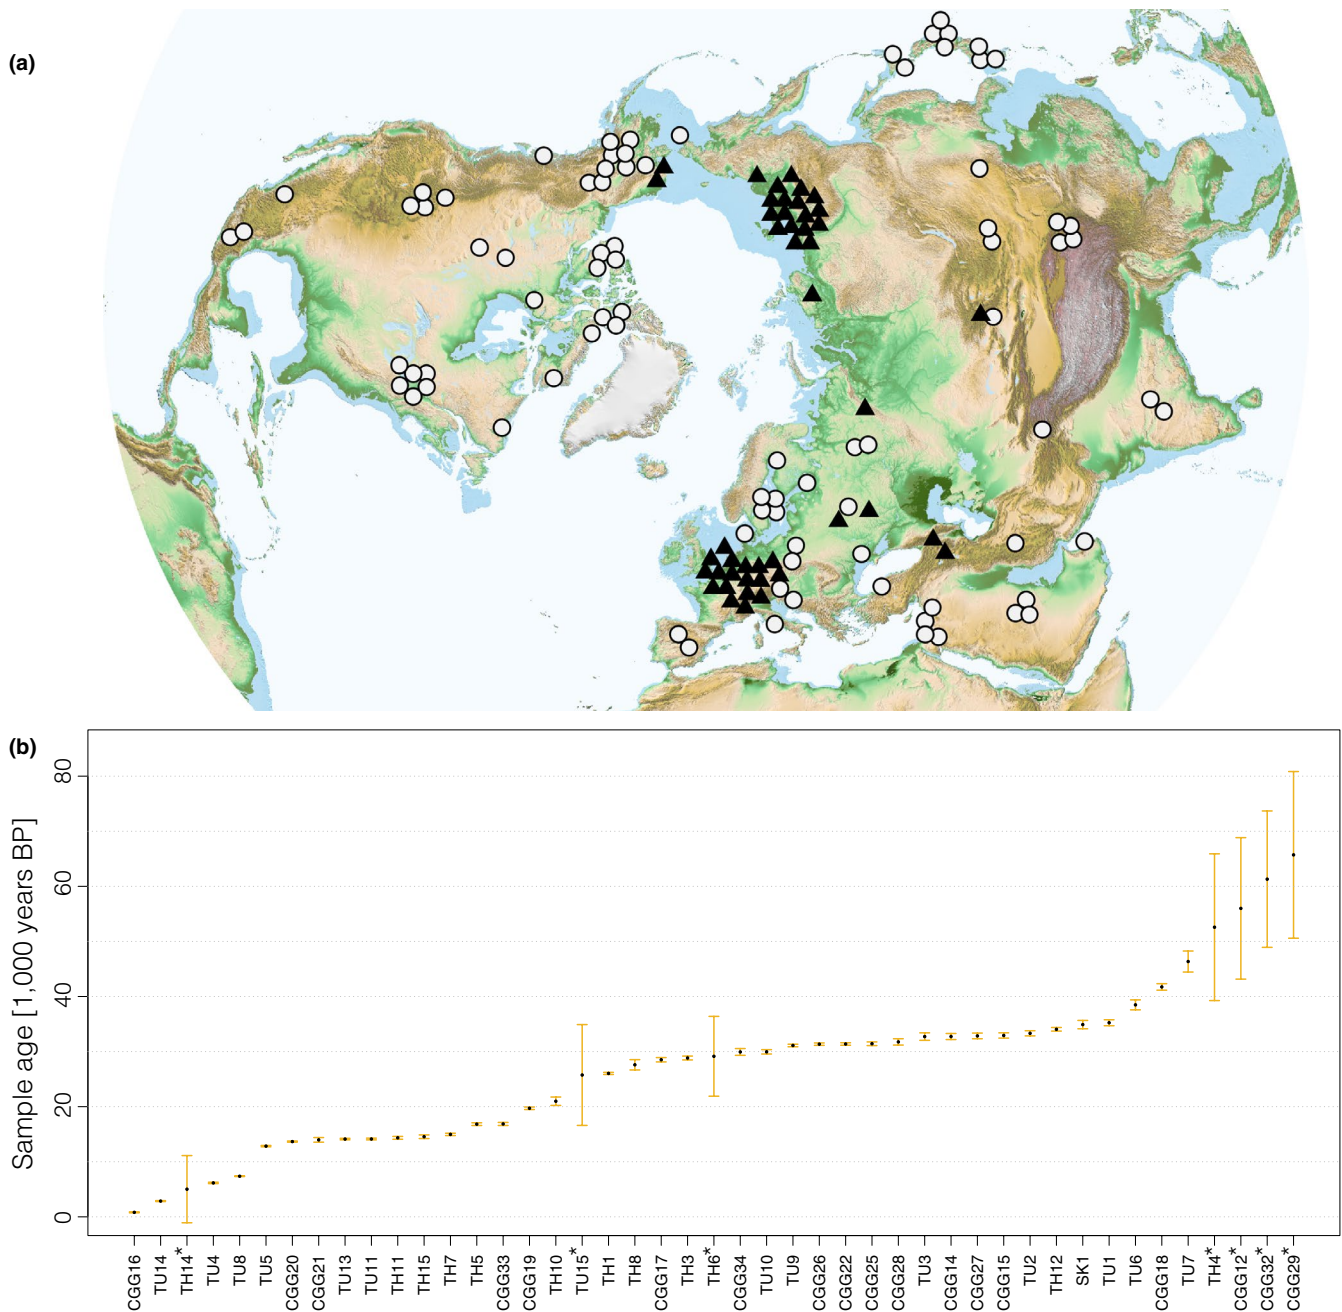 (a)
(b)
Sample age [1,000 years BP]
80
60
40
20
0
CGG16
TU14
TH14*
TU4
TU8
TU5
CGG20
CGG21
TU13
TU11
TH11
TH15
TH7
TH5
CGG33
CGG19
TH10
TU15*
TH1
TH8
CGG17
TH3
TH6*
CGG34
TU10
TU9
CGG26
CGG22
CGG25
CGG28
TU3
CGG14
CGG27
CGG15
TU2
TH12
SK1
TU1
TU6
CGG18
TU7
TH4*
CGG12*
CGG32*
CGG29*